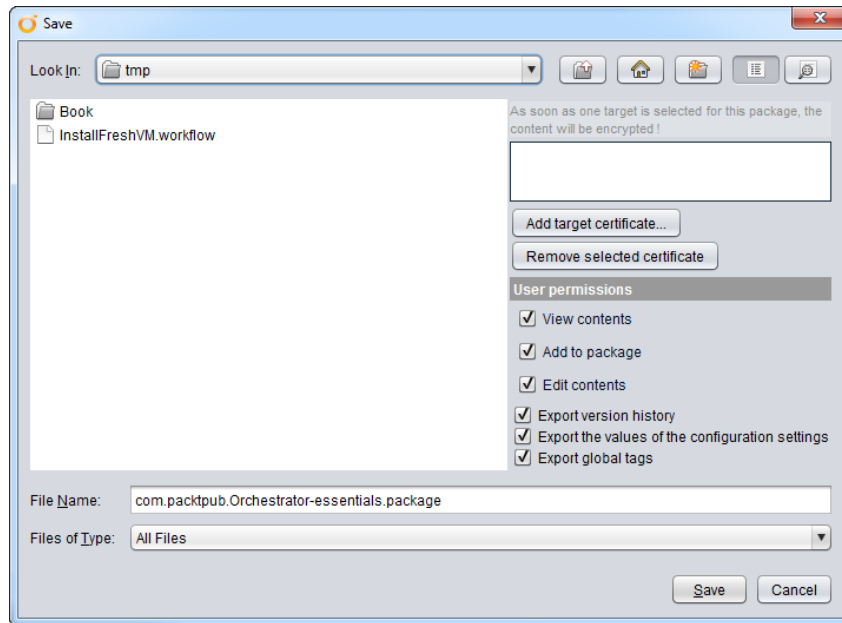 Save
Look In:
tmp
Book
InstallFreshVM.workflow
As soon as one target is selected for this package, the
content will be encrypted !
Add target certificate...
Remove selected certificate
User permissions
View contents
Add to package
Edit contents
Export version history
Export the values of the configuration settings
Export global tags
File Name:
com.packtpub.Orchestrator-essentials.package
Files of Type:
All Files
Save
Cancel